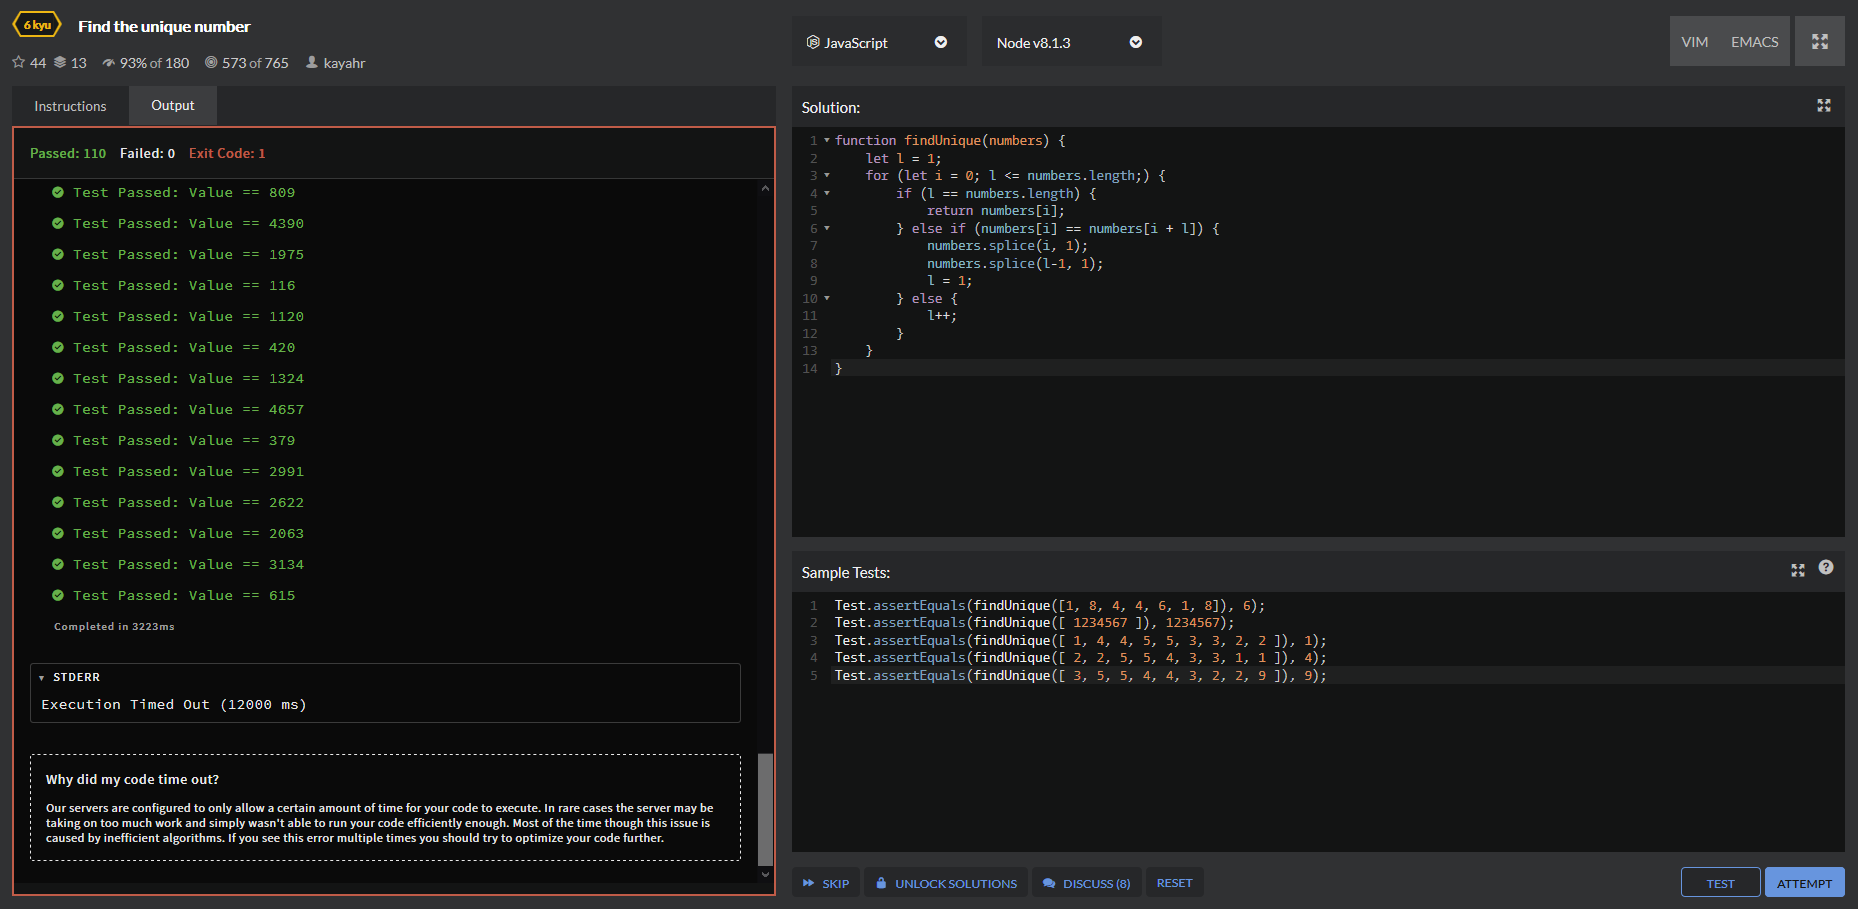 6 kyu Find the unique number
44 13 93% of 180 573 of 765 kayahr
JavaScript
Node v8.1.3
VIM EMACS
Instructions Output
Passed: 110 Failed: 0 Exit Code: 1
Test Passed: Value == 809
Test Passed: Value == 4390
Test Passed: Value == 1975
Test Passed: Value == 116
Test Passed: Value == 1120
Test Passed: Value == 420
Test Passed: Value == 1324
Test Passed: Value == 4657
Test Passed: Value == 379
Test Passed: Value == 2991
Test Passed: Value == 2622
Test Passed: Value == 2063
Test Passed: Value == 3134
Test Passed: Value == 615
Completed in 3223ms
STDERR
Execution Timed Out (12000 ms)
Why did my code time out?
Our servers are configured to only allow a certain amount of time for your code to execute. In rare cases the server may be
taking on too much work and simply wasn't able to run your code efficiently enough. Most of the time though this issue is
caused by inefficient algorithms. If you see this error multiple times you should try to optimize your code further.
Solution:
1 function findUnique(numbers) {
2 let l = 1;
3 for (let i = 0; l <= numbers.length;) {
4 if (l == numbers.length) {
5 return numbers[i];
6 } else if (numbers[i] == numbers[i + l]) {
7 numbers.splice(i, 1);
8 numbers.splice(l-1, 1);
9 l = 1;
10 } else {
11 l++;
12 }
13 }
14 }
Sample Tests:
1 Test.assertEquals(findUnique([1, 8, 4, 4, 6, 1, 8]), 6);
2 Test.assertEquals(findUnique([ 1234567 ]), 1234567);
3 Test.assertEquals(findUnique([ 1, 4, 4, 5, 5, 3, 3, 2, 2 ]), 1);
4 Test.assertEquals(findUnique([ 2, 2, 5, 5, 4, 3, 3, 1, 1 ]), 4);
5 Test.assertEquals(findUnique([ 3, 5, 5, 4, 4, 3, 2, 2, 9 ]), 9);
SKIP UNLOCK SOLUTIONS DISCUSS (8) RESET TEST ATTEMPT